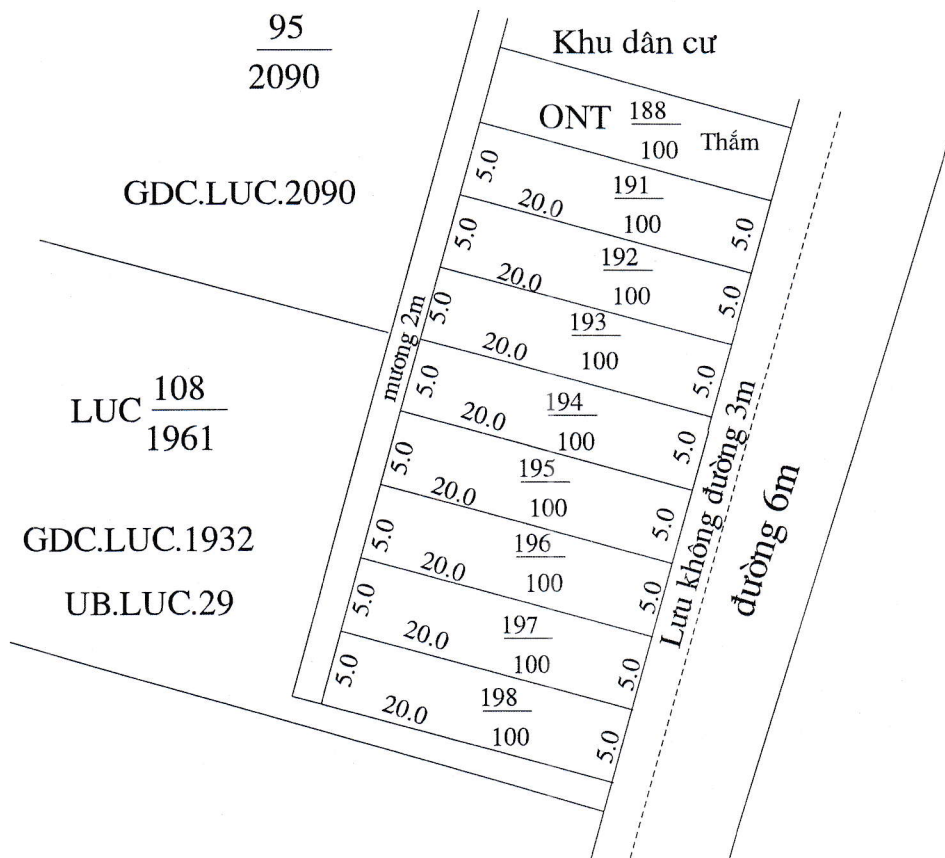 95
2090
GDC.LUC.2090
LUC 108
1961
GDC.LUC.1932
UB.LUC.29
mương 2m
Khu dân cư
ONT 188
100 Thắm
5.0 191
20.0 100 5.0
5.0 192
20.0 100 5.0
5.0 193
20.0 100 5.0
5.0 194
20.0 100 5.0
5.0 195
20.0 100 5.0
5.0 196
20.0 100 5.0
5.0 197
20.0 100 5.0
5.0 198
20.0 100 5.0
Lưu không đường 3m
đường 6m